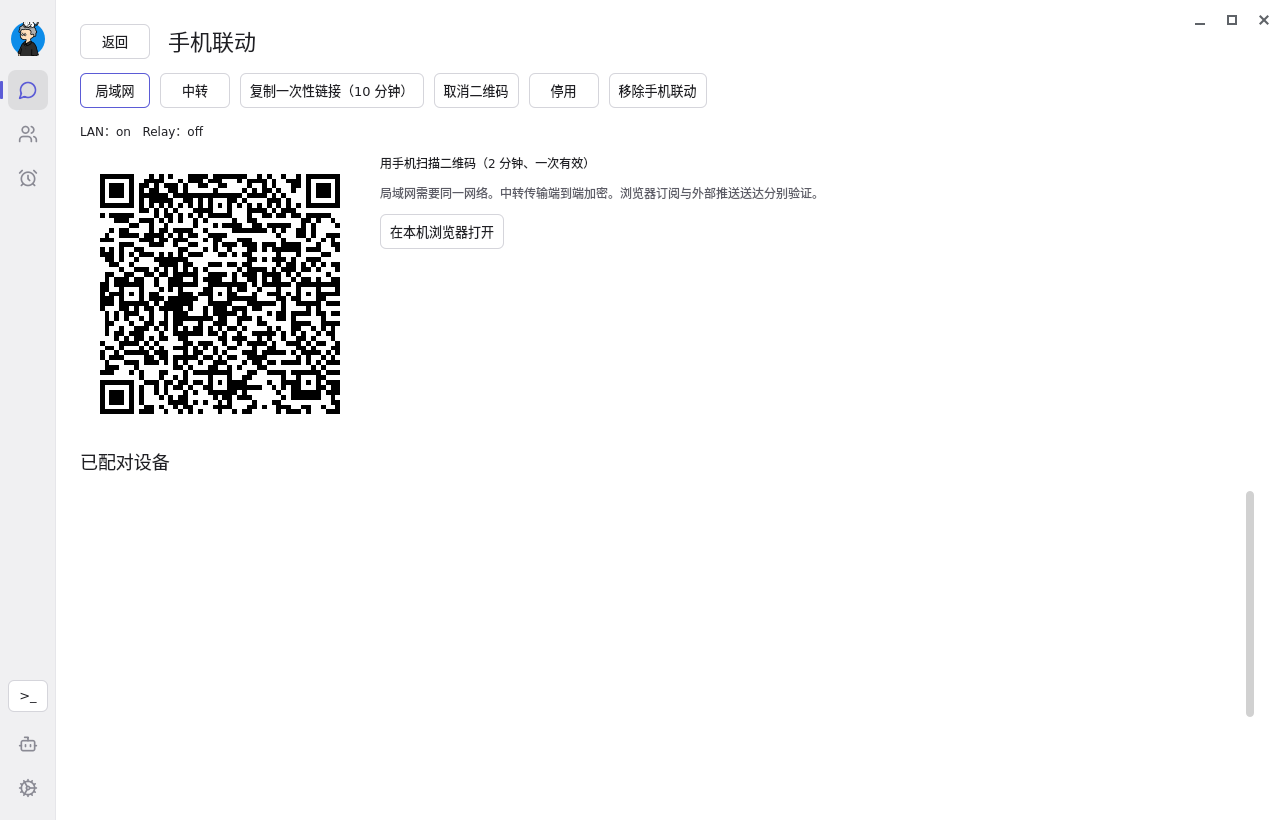 返回 手机联动
局域网 中转 复制一次性链接（10 分钟） 取消二维码 停用 移除手机联动
LAN: on Relay: off
用手机扫描二维码（2 分钟、一次有效）
局域网需要同一网络。中转传输端到端加密。浏览器订阅与外部推送送达分别验证。
在本机浏览器打开
已配对设备
>_